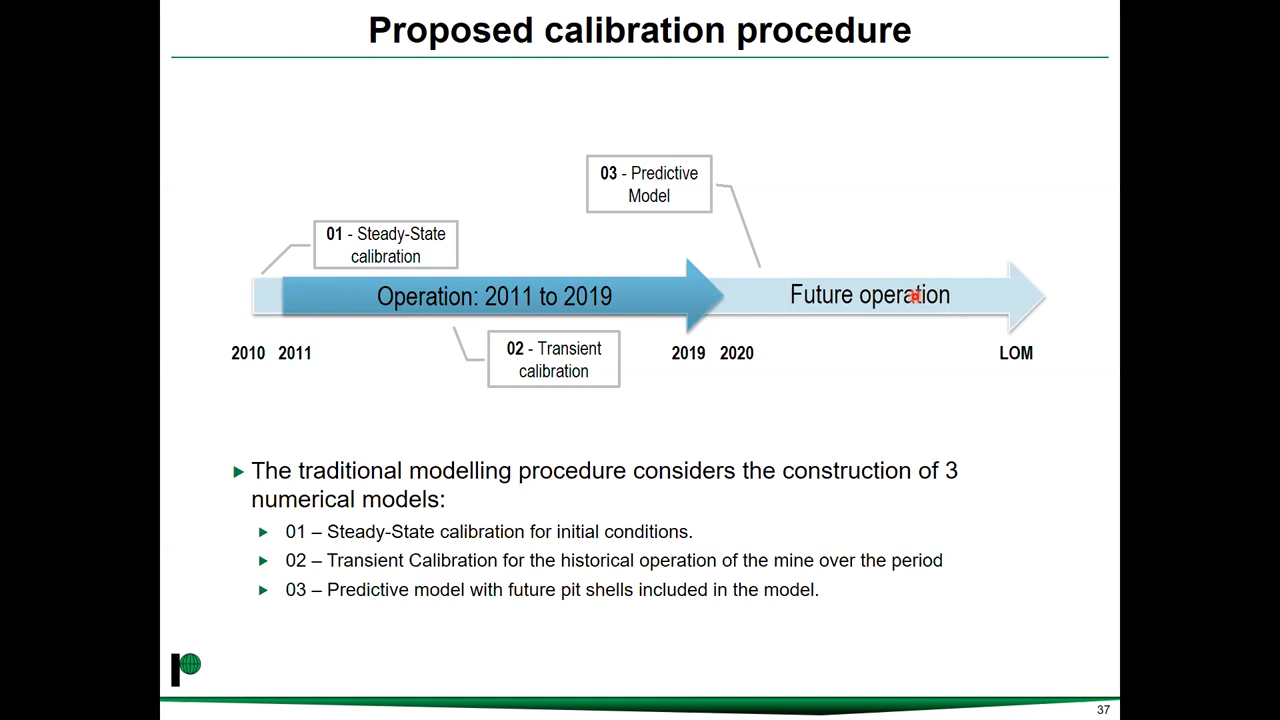 Proposed calibration procedure
03 - Predictive
Model
01 - Steady-State
calibration
Operation: 2011 to 2019
Future operation
02 - Transient
calibration
2010 2011 2019 2020 LOM
The traditional modelling procedure considers the construction of 3
numerical models:
01 – Steady-State calibration for initial conditions.
02 – Transient Calibration for the historical operation of the mine over the period
03 – Predictive model with future pit shells included in the model.
37